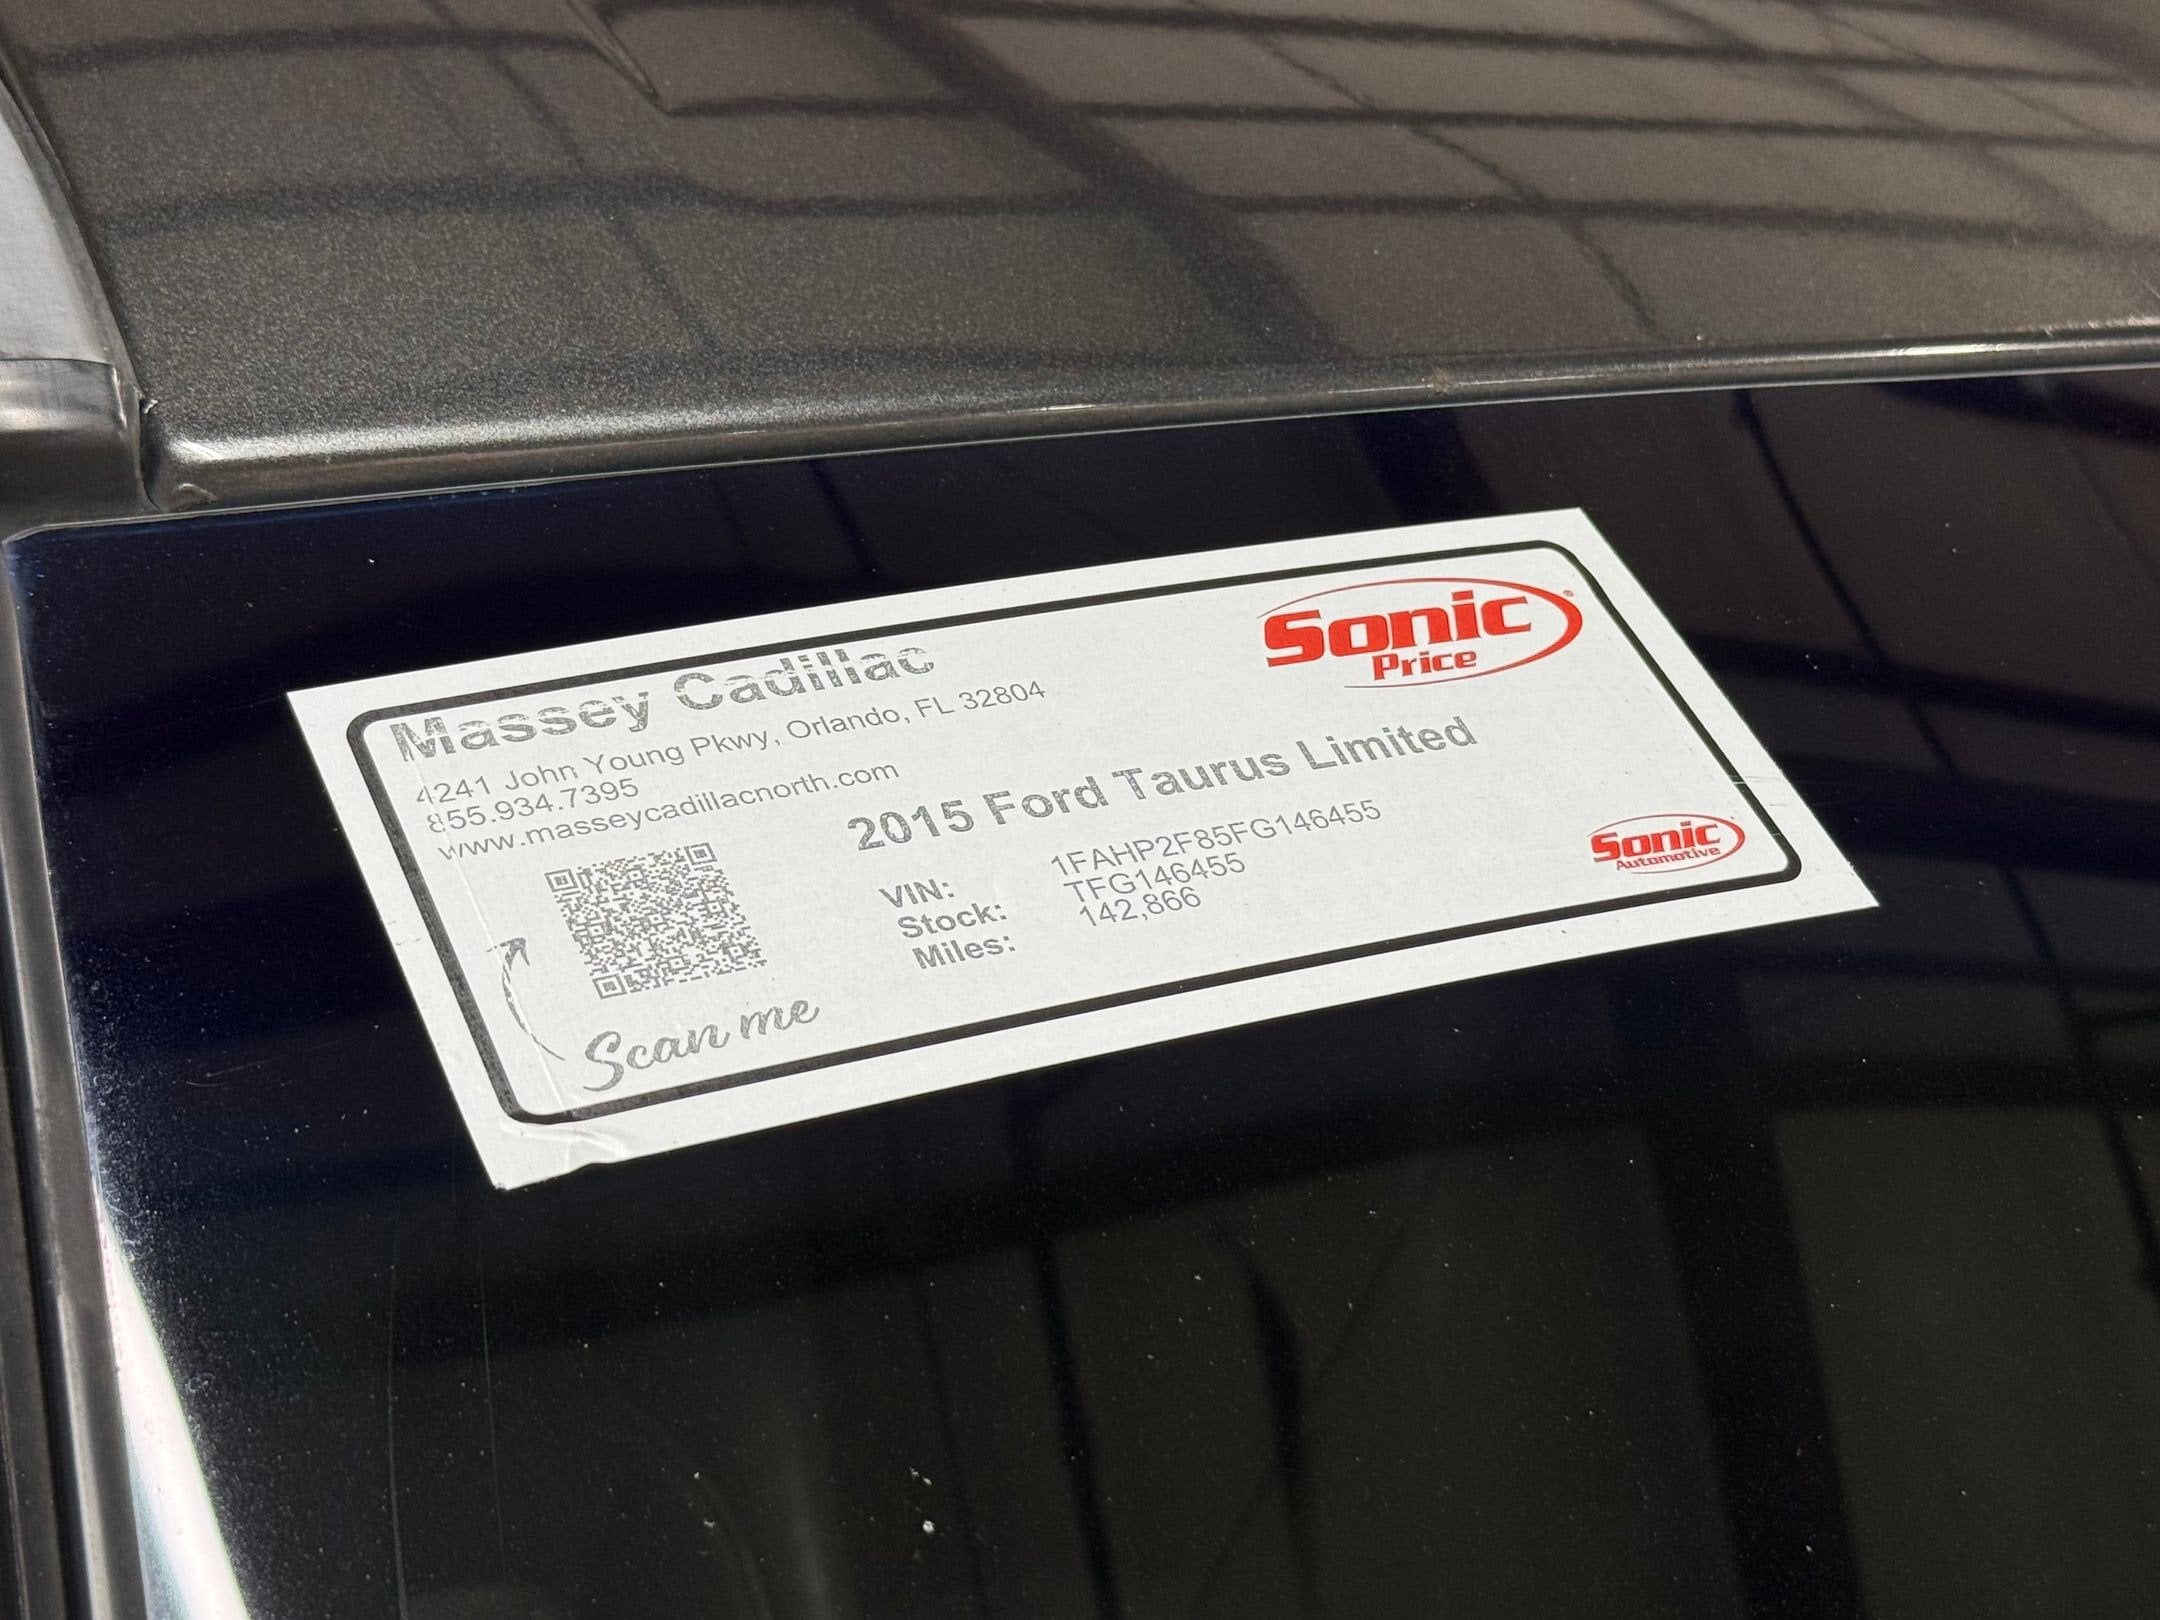 Massey Cadillac
4241 John Young Pkwy, Orlando, FL 32804
855.934.7395
www.masseycadillacnorth.com
Sonic®
Price
2015 Ford Taurus Limited
VIN: 1FAHP2F85FG146455
Stock: TFG146455
Miles: 142,866
Scan me
Sonic
Automotive